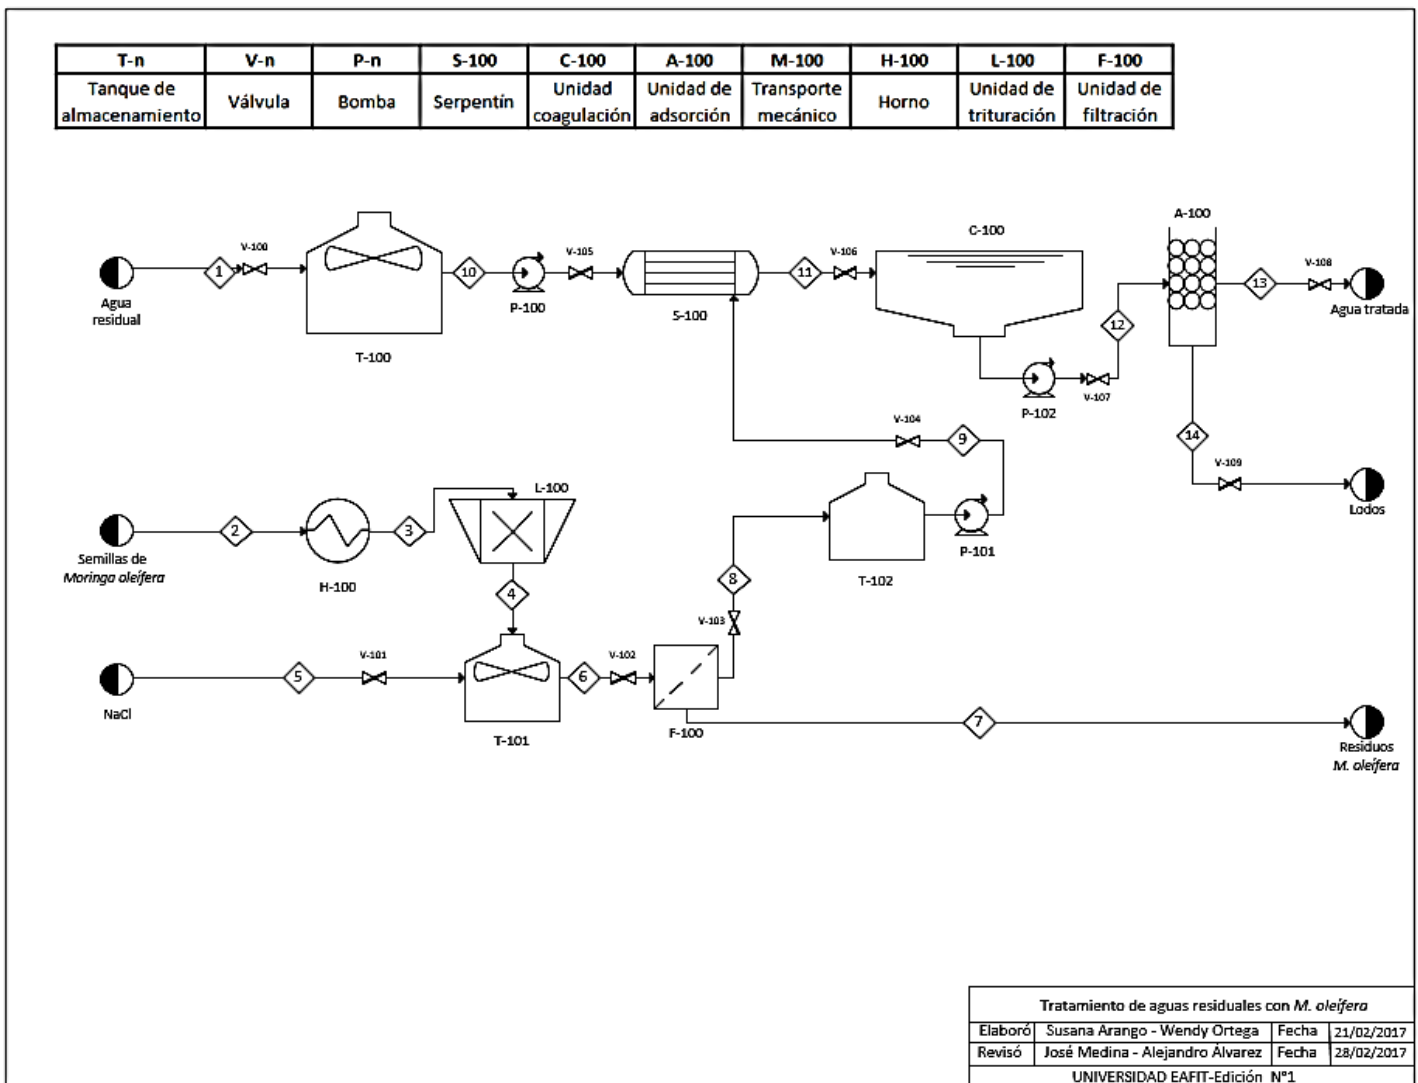 T-n V-n P-n S-100 C-100 A-100 M-100 H-100 L-100 F-100
Tanque de almacenamiento Válvula Bomba Serpentín Unidad coagulación Unidad de adsorción Transporte mecánico Horno Unidad de trituración Unidad de filtración
A-100
C-100
V-100
V-105
V-106
V-108
1
10
11
13
Agua residual
P-100
S-100
Agua tratada
12
T-100
V-107
P-102
V-104
9
14
V-109
L-100
Lodos
2
3
Semillas de
Moringa oleífera
H-100
P-101
T-102
8
4
V-103
V-101
V-102
5
6
NaCl
T-101
F-100
7
Residuos
M. oleífera
Tratamiento de aguas residuales con M. oleífera
Elaboró Susana Arango - Wendy Ortega Fecha 21/02/2017
Revisó José Medina - Alejandro Álvarez Fecha 28/02/2017
UNIVERSIDAD EAFIT-Edición N°1